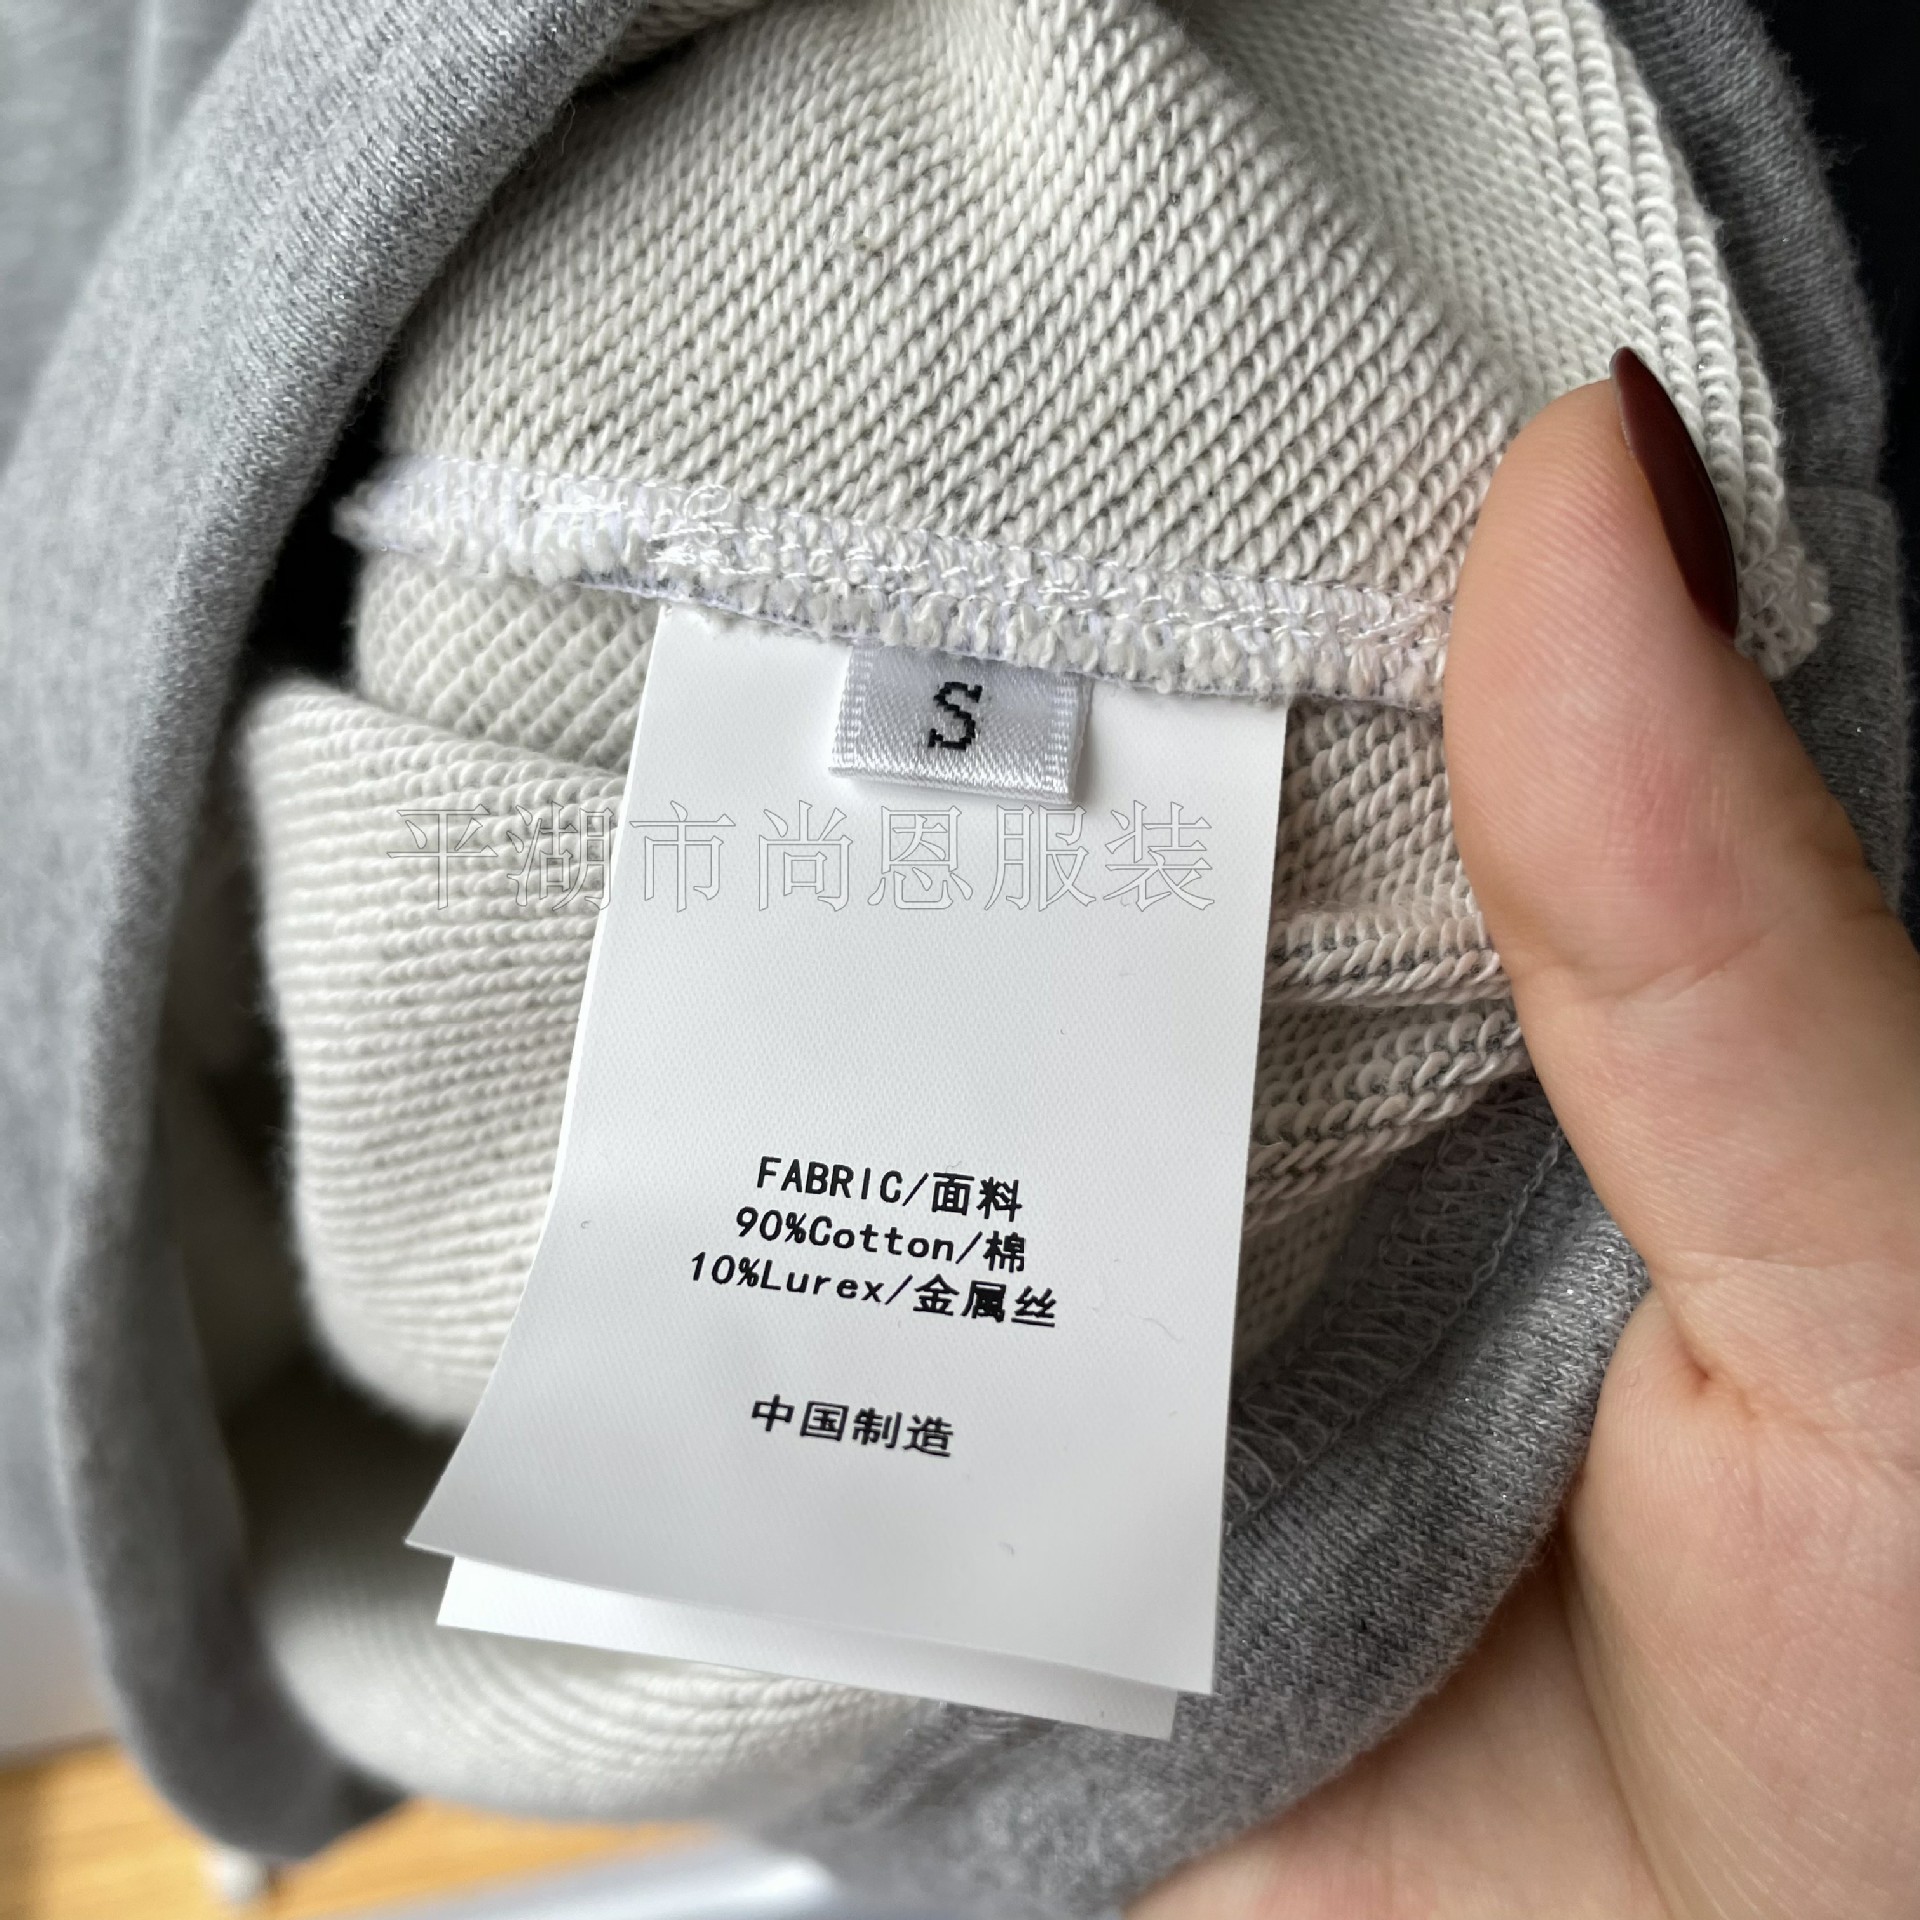 S
平湖市尚恩服装
FABRIC/面料
90%Cotton/棉
10%Lurex/金属丝
中国制造